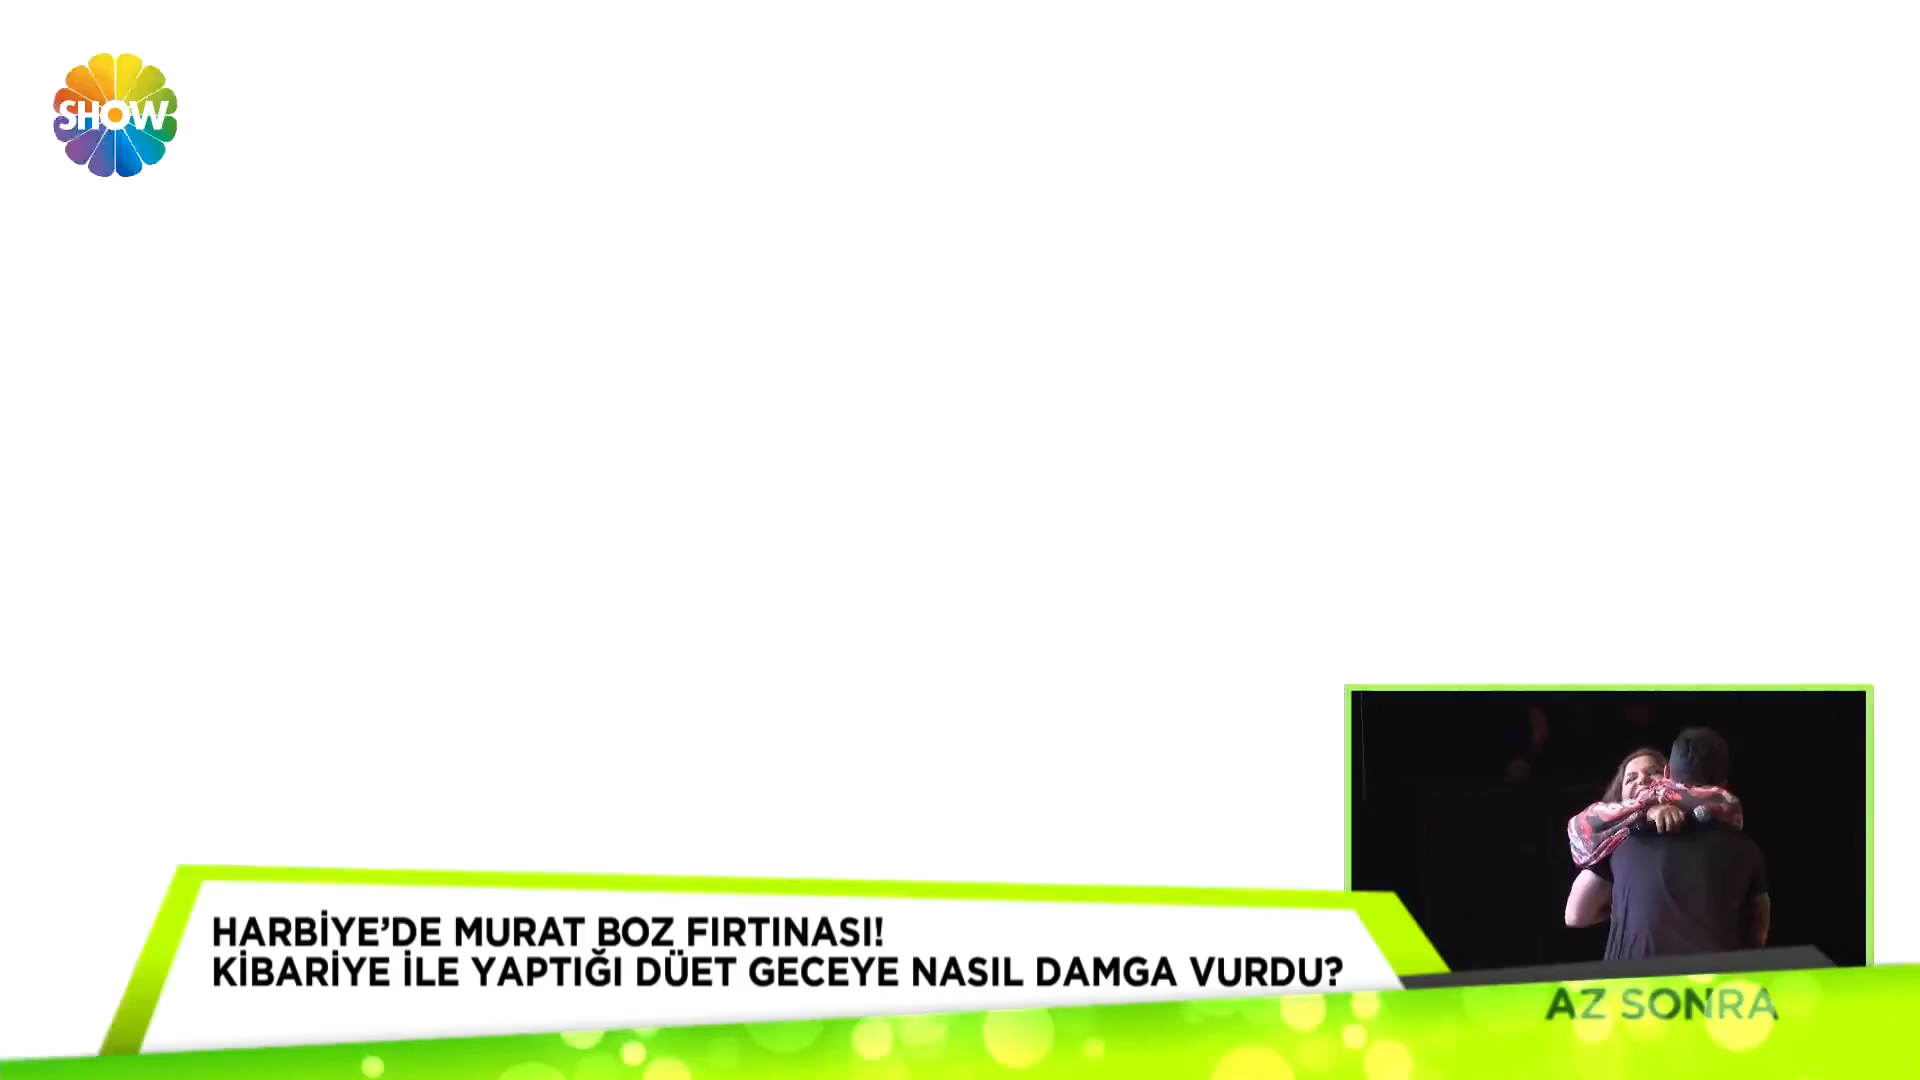 SHOW
HARBİYE’DE MURAT BOZ FIRTINASI!
KİBARİYE İLE YAPTIĞI DÜET GECEYE NASIL DAMGA VURDU?
AZ SONRA